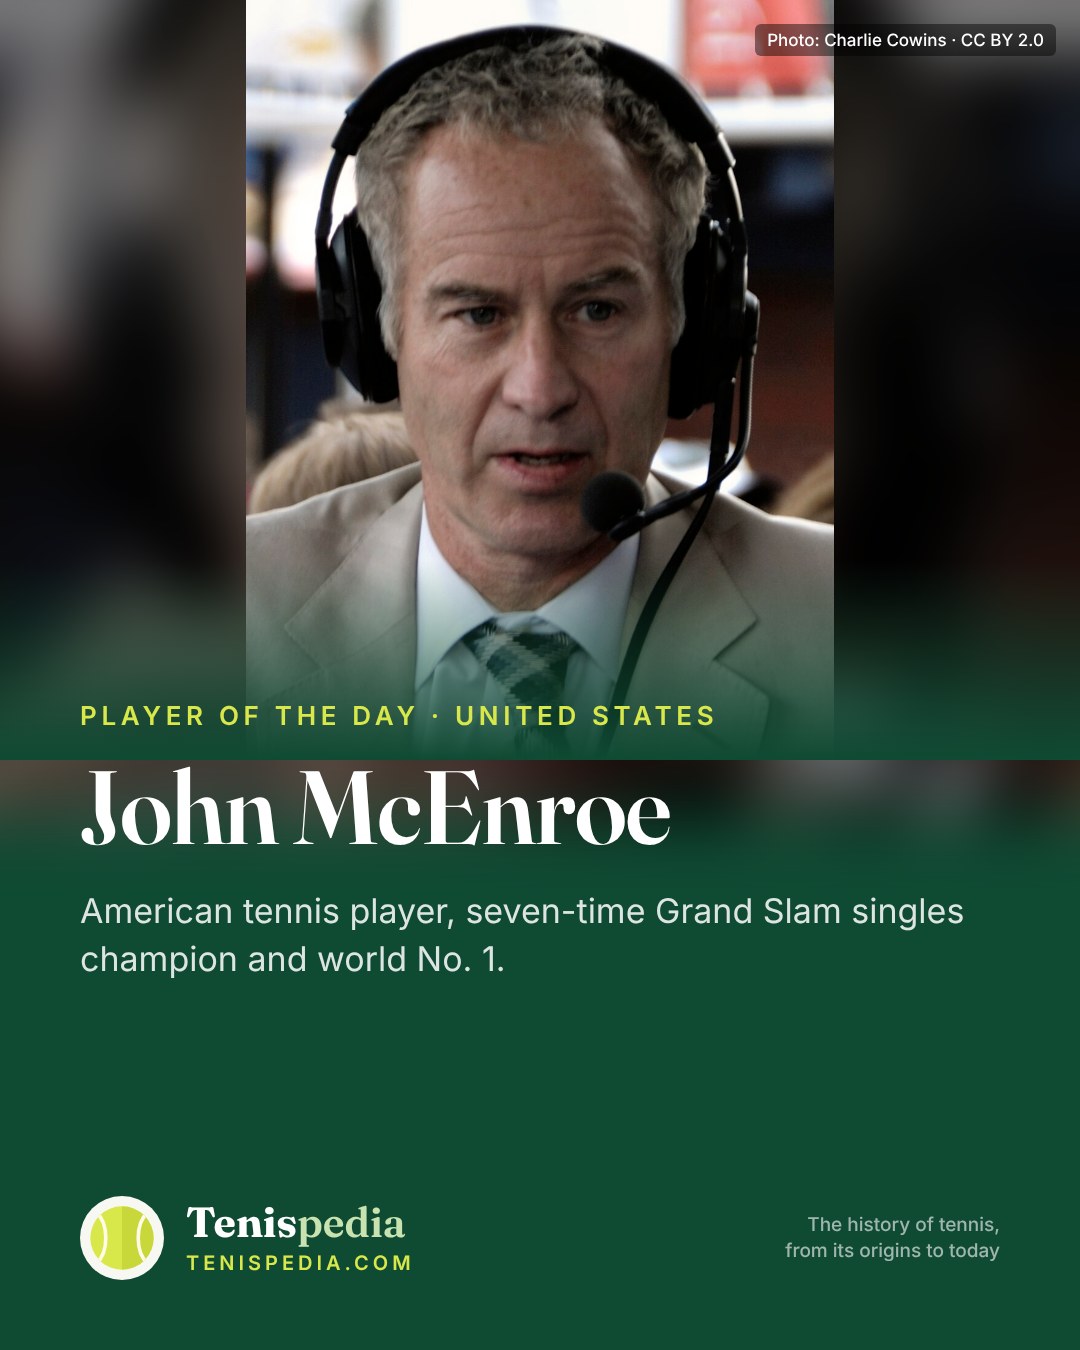 Photo: Charlie Cowins · CC BY 2.0
PLAYER OF THE DAY · UNITED STATES
John McEnroe
American tennis player, seven-time Grand Slam singles
champion and world No. 1.
Tenispedia
TENISPEDIA.COM
The history of tennis,
from its origins to today